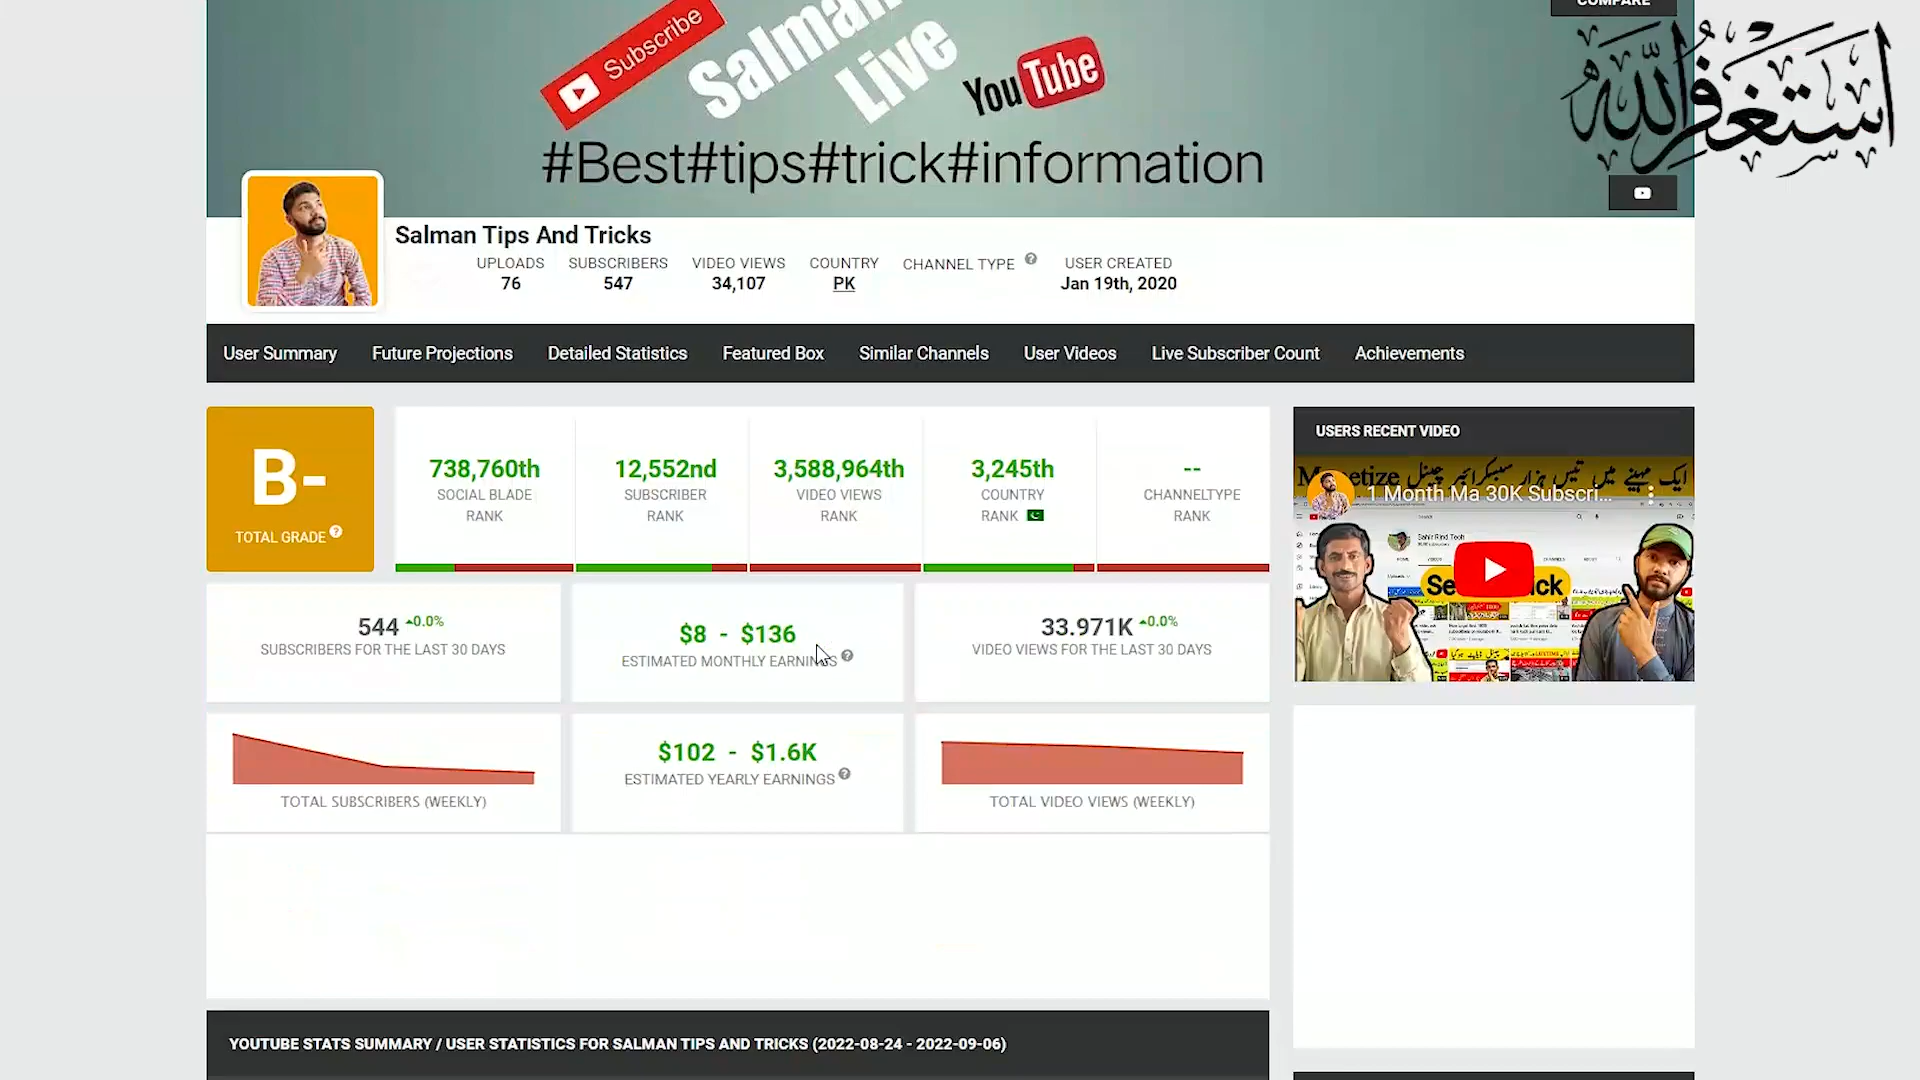 COMPARE
أستغفر الله
Subscribe
Salman
Live
YouTube
#Best#tips#trick#information
Salman Tips And Tricks
UPLOADS SUBSCRIBERS VIDEO VIEWS COUNTRY CHANNEL TYPE USER CREATED
76 547 34,107 PK Jan 19th, 2020
User Summary Future Projections Detailed Statistics Featured Box Similar Channels User Videos Live Subscriber Count Achievements
B-
TOTAL GRADE
738,760th
SOCIAL BLADE
RANK
12,552nd
SUBSCRIBER
RANK
3,588,964th
VIDEO VIEWS
RANK
3,245th
COUNTRY
RANK
--
CHANNELTYPE
RANK
USERS RECENT VIDEO
ایک مہینے میں تیس ہزار سبسکرائبر چینل
1 Month Ma 30K Subscri...
Sahir Rind Tech
544 0.0%
SUBSCRIBERS FOR THE LAST 30 DAYS
$8 - $136
ESTIMATED MONTHLY EARNINGS
33.971K 0.0%
VIDEO VIEWS FOR THE LAST 30 DAYS
TOTAL SUBSCRIBERS (WEEKLY)
$102 - $1.6K
ESTIMATED YEARLY EARNINGS
TOTAL VIDEO VIEWS (WEEKLY)
YOUTUBE STATS SUMMARY / USER STATISTICS FOR SALMAN TIPS AND TRICKS (2022-08-24 - 2022-09-06)